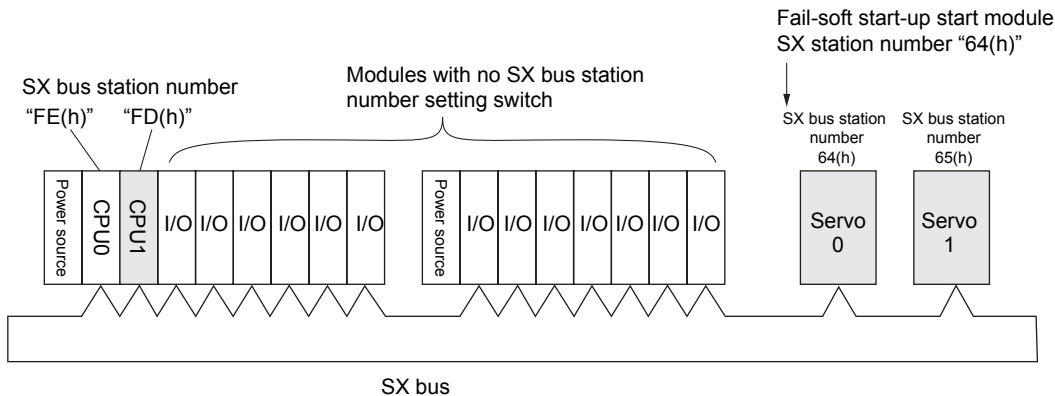 Fail-soft start-up start module
SX station number “64(h)”
Modules with no SX bus station
number setting switch
SX bus station number
“FE(h)” “FD(h)”
SX bus station
number
64(h)
SX bus station
number
65(h)
Power source
CPU0
CPU1
I/O
I/O
I/O
I/O
I/O
I/O
Power source
I/O
I/O
I/O
I/O
I/O
I/O
I/O
Servo
0
Servo
1
SX bus